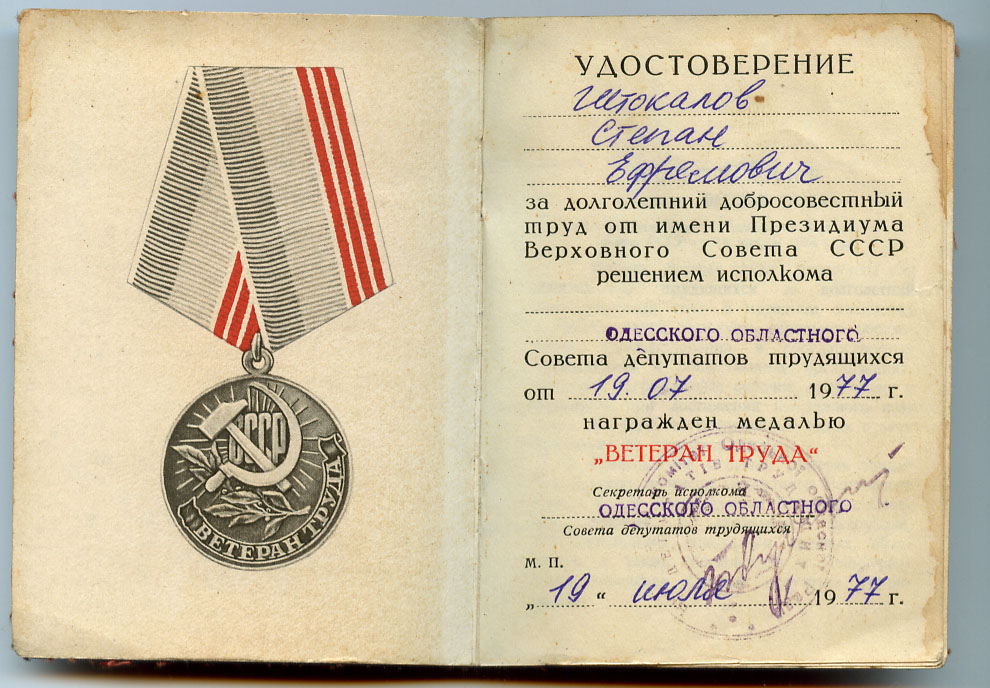 СССР
ВЕТЕРАН ТРУДА
УДОСТОВЕРЕНИЕ
Штокалов
Степан
Ефремович
за долголетний добросовестный
труд от имени Президиума
Верховного Совета СССР
решением исполкома
ОДЕССКОГО ОБЛАСТНОГО
Совета депутатов трудящихся
от 19.07 1977 г.
награжден медалью
„ВЕТЕРАН ТРУДА“
Секретарь исполкома
ОДЕССКОГО ОБЛАСТНОГО
Совета депутатов трудящихся
М. П.
„19“ июля 1977 г.